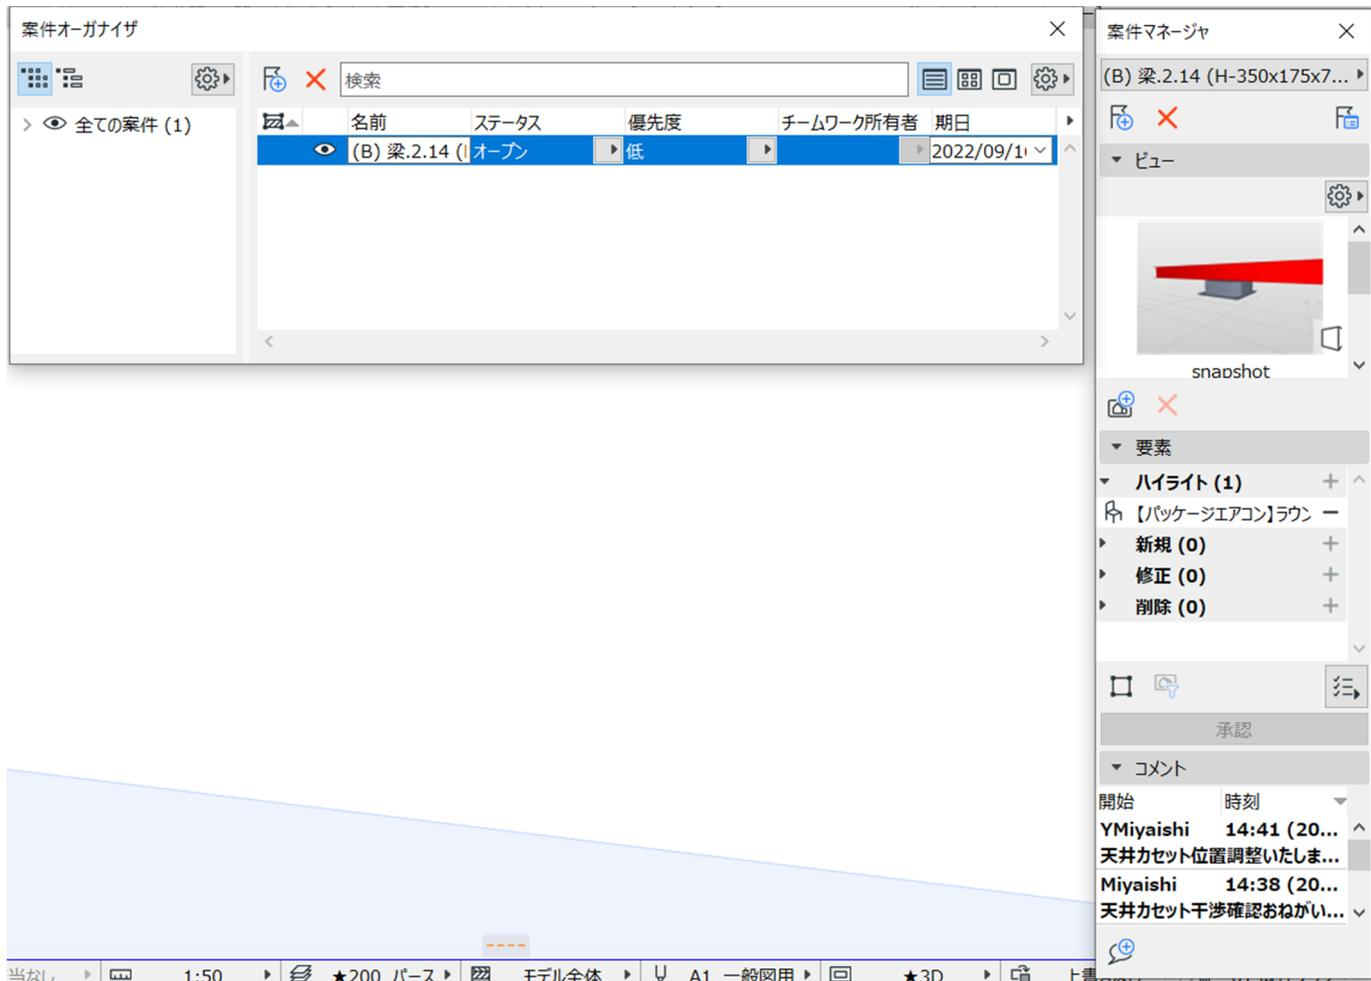 案件オーガナイザ
検索
全ての案件 (1)
名前 ステータス 優先度 チームワーク所有者 期日
(B) 梁.2.14 ( オープン 低 2022/09/1
案件マネージャ
(B) 梁.2.14 (H-350x175x7...
ビュー
snapshot
要素
ハイライト (1)
【パッケージエアコン】ラウン
新規 (0)
修正 (0)
削除 (0)
承認
コメント
開始 時刻
YMiyaishi 14:41 (20...
天井カセット位置調整いたしま...
Miyaishi 14:38 (20...
天井カセット干渉確認おねがい...
当なし 1:50 ★200 パース モデル全体 A1 一般図用 ★3D